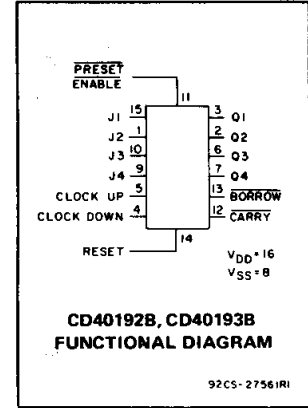 PRESET
ENABLE
11
J1 15 3 Q1
J2 1 2 Q2
J3 10 6 Q3
J4 9 7 Q4
CLOCK UP 5 13 BORROW
CLOCK DOWN 4 12 CARRY
RESET 14
VDD = 16
VSS = 8
CD40192B, CD40193B
FUNCTIONAL DIAGRAM
92CS-27561R1